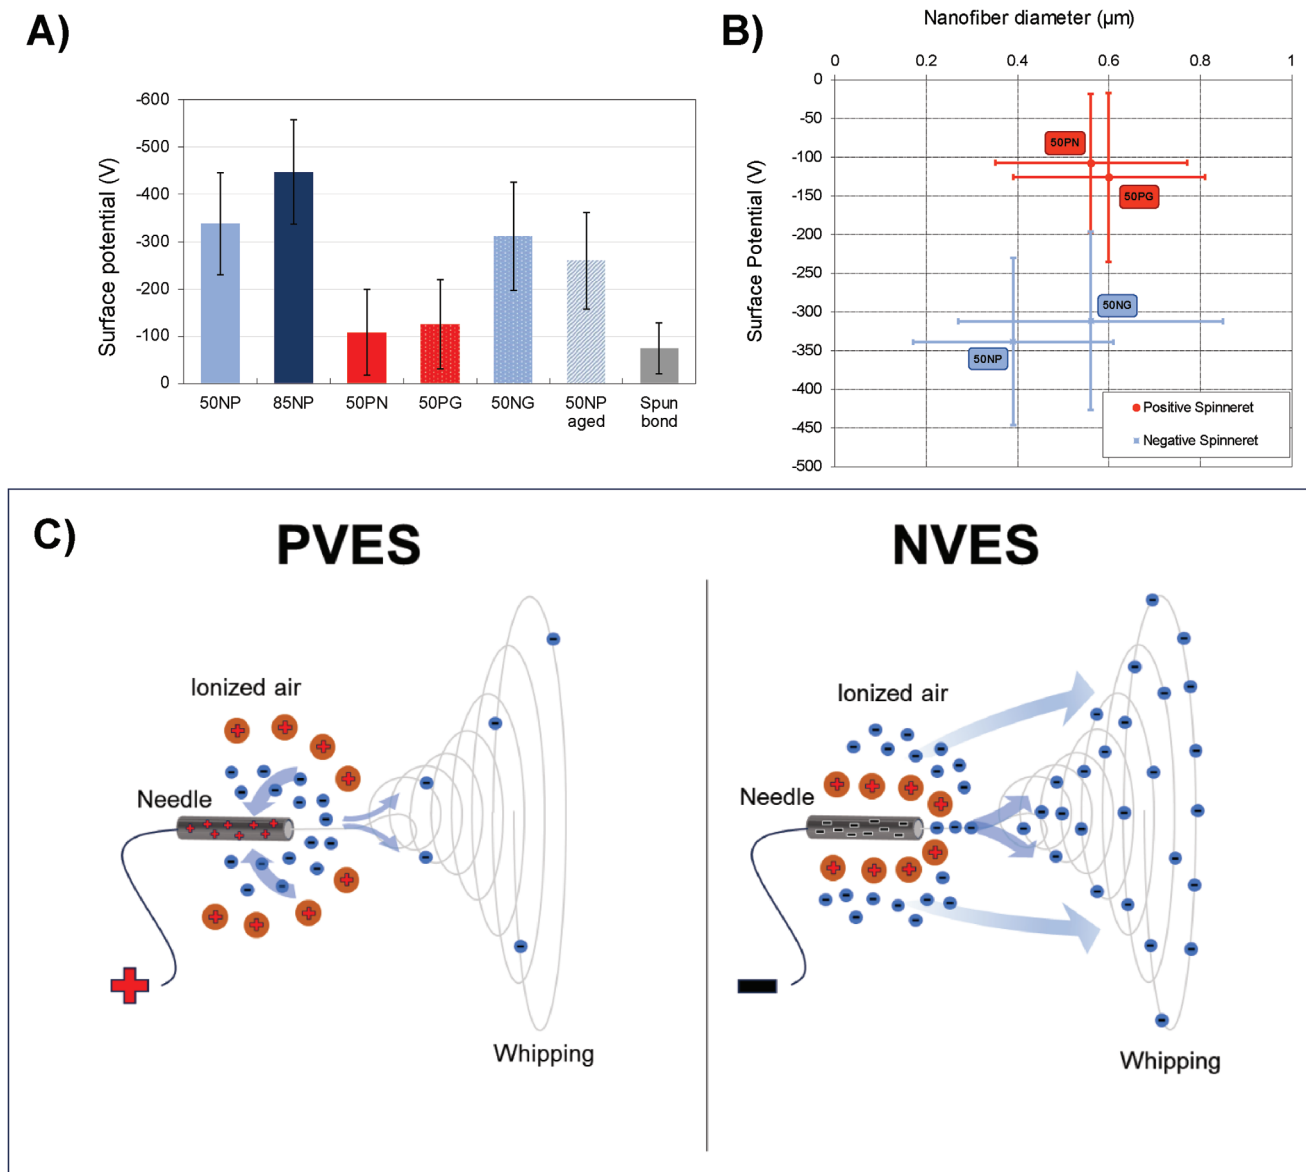 A)
Surface potential (V)
-600
-500
-400
-300
-200
-100
0
50NP
85NP
50PN
50PG
50NG
50NP
aged
Spun
bond
B)
Nanofiber diameter (µm)
0
0.2
0.4
0.6
0.8
1
Surface Potential (V)
0
-50
-100
-150
-200
-250
-300
-350
-400
-450
-500
50PN
50PG
50NG
50NP
Positive Spinneret
Negative Spinneret
C)
PVES
Ionized air
Needle
Whipping
NVES
Ionized air
Needle
Whipping